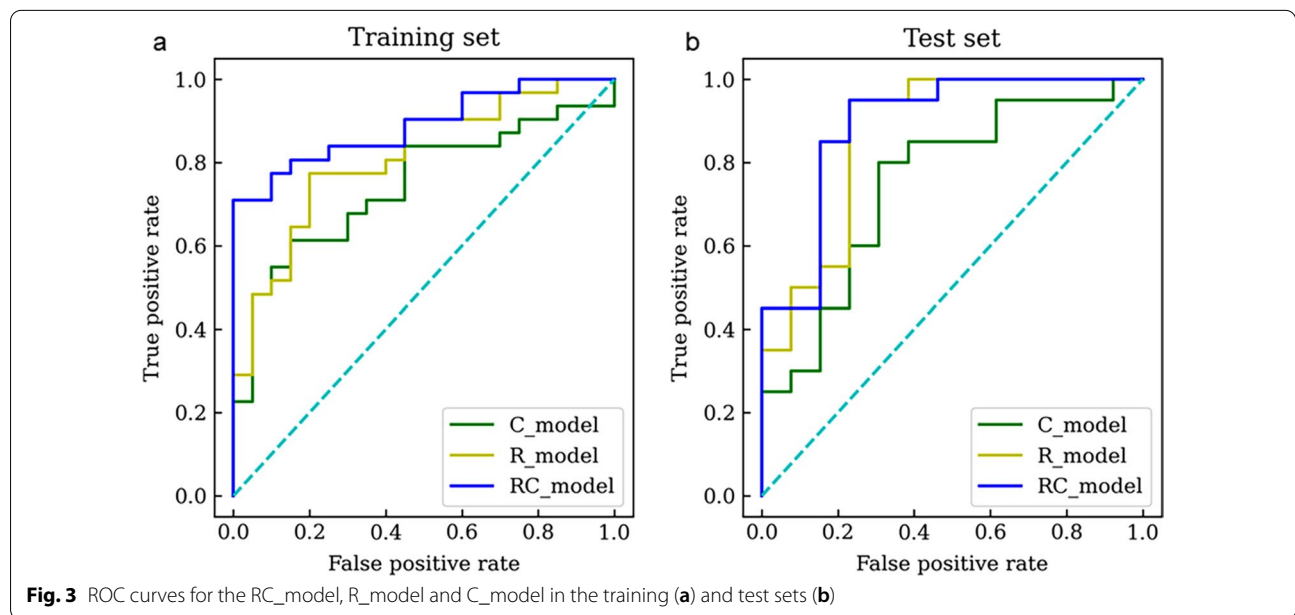 a
Training set
1.0
0.8
0.6
0.4
0.2
0.0
True positive rate
C_model
R_model
RC_model
0.0 0.2 0.4 0.6 0.8 1.0
False positive rate
b
Test set
1.0
0.8
0.6
0.4
0.2
0.0
True positive rate
C_model
R_model
RC_model
0.0 0.2 0.4 0.6 0.8 1.0
False positive rate
Fig. 3 ROC curves for the RC_model, R_model and C_model in the training (a) and test sets (b)